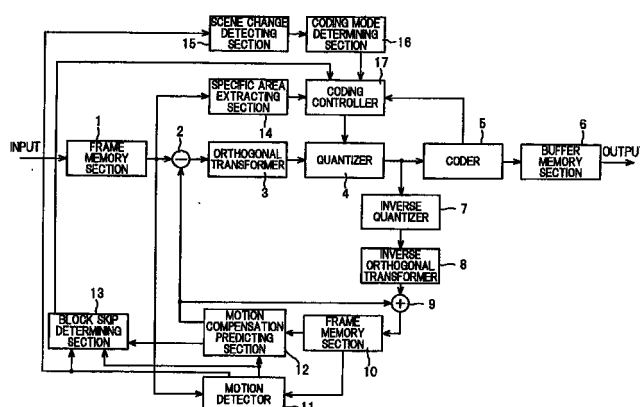 SCENE CHANGE
DETECTING
SECTION
15
CODING MODE
DETERMINING
SECTION
16
17
SPECIFIC AREA
EXTRACTING
SECTION
14
CODING
CONTROLLER
INPUT
1
FRAME
MEMORY
SECTION
2
ORTHOGONAL
TRANSFORMER
3
QUANTIZER
4
5
CODER
6
BUFFER
MEMORY
SECTION
OUTPUT
INVERSE
QUANTIZER
7
INVERSE
ORTHOGONAL
TRANSFORMER
8
9
13
BLOCK SKIP
DETERMINING
SECTION
MOTION
COMPENSATION
PREDICTING
SECTION
12
FRAME
MEMORY
SECTION
10
MOTION
DETECTOR
11